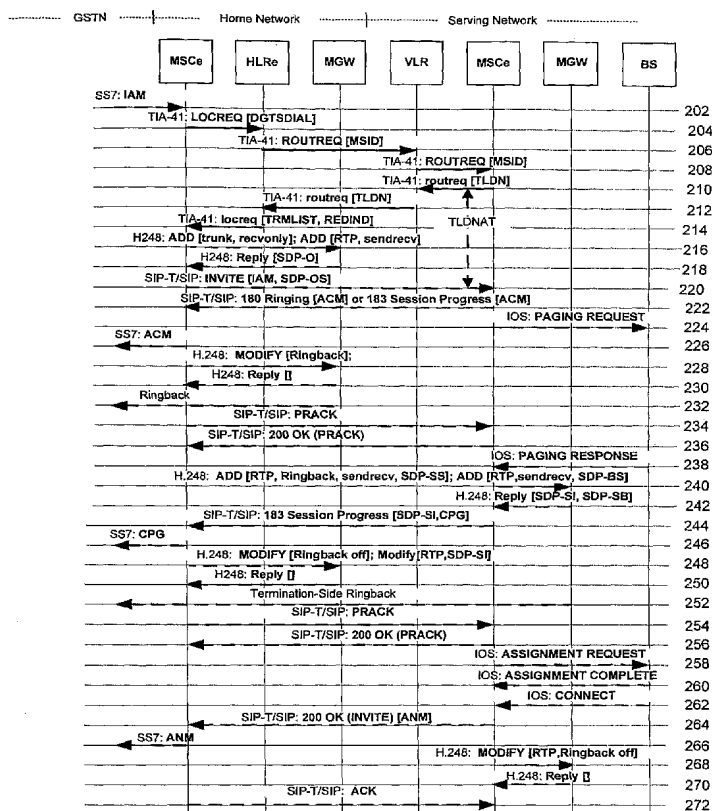 GSTN Home Network Serving Network
MSCe HLRe MGW VLR MSCe MGW BS
SS7: IAM
202
TIA-41: LOCREQ [DGTSDIAL]
204
TIA-41: ROUTREQ [MSID]
206
TIA-41: ROUTREQ [MSID]
208
TIA-41: routreq [TLDN]
210
TIA-41: routreq [TLDN]
212
TIA-41: locreq [TRMLIST, REDIND]
TLDNAT
214
H248: ADD [trunk, recvonly]; ADD [RTP, sendrecv]
216
H248: Reply [SDP-O]
218
SIP-T/SIP: INVITE [IAM, SDP-OS]
220
SIP-T/SIP: 180 Ringing [ACM] or 183 Session Progress [ACM]
222
IOS: PAGING REQUEST
224
SS7: ACM
226
H.248: MODIFY [Ringback];
228
H248: Reply []
230
Ringback
232
SIP-T/SIP: PRACK
234
SIP-T/SIP: 200 OK (PRACK)
236
IOS: PAGING RESPONSE
238
H.248: ADD [RTP, Ringback, sendrecv, SDP-SS]; ADD [RTP,sendrecv, SDP-BS]
240
H.248: Reply [SDP-SI, SDP-SB]
242
SIP-T/SIP: 183 Session Progress [SDP-SI,CPG]
244
SS7: CPG
246
H.248: MODIFY [Ringback off]; Modify[RTP,SDP-SI]
248
H248: Reply []
250
Termination-Side Ringback
252
SIP-T/SIP: PRACK
254
SIP-T/SIP: 200 OK (PRACK)
256
IOS: ASSIGNMENT REQUEST
258
IOS: ASSIGNMENT COMPLETE
260
IOS: CONNECT
262
SIP-T/SIP: 200 OK (INVITE) [ANM]
264
SS7: ANM
266
H.248: MODIFY [RTP,Ringback off]
268
H.248: Reply []
270
SIP-T/SIP: ACK
272